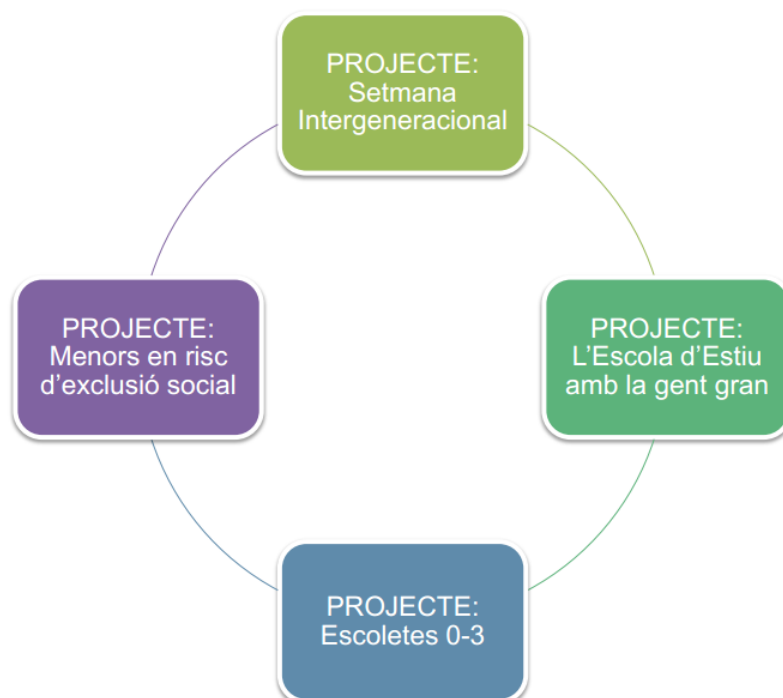 PROJECTE:
Setmana
Intergeneracional
PROJECTE:
Menors en risc
d’exclusió social
PROJECTE:
L’Escola d’Estiu
amb la gent gran
PROJECTE:
Escoletes 0-3